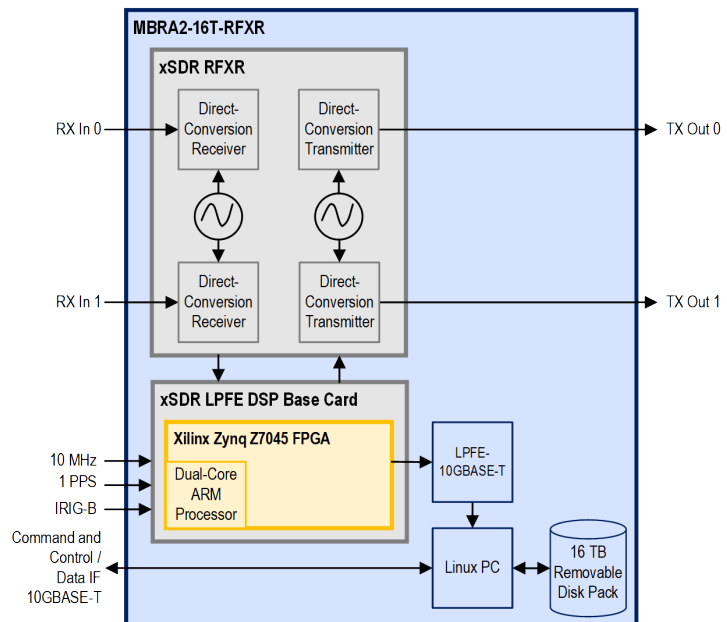 MBRA2-16T-RFXR
xSDR RFXR
Direct-
Conversion
Receiver
Direct-
Conversion
Transmitter
RX In 0
TX Out 0
Direct-
Conversion
Receiver
Direct-
Conversion
Transmitter
RX In 1
TX Out 1
xSDR LPFE DSP Base Card
Xilinx Zynq Z7045 FPGA
Dual-Core
ARM
Processor
10 MHz
1 PPS
IRIG-B
LPFE-
10GBASE-T
Command and
Control /
Data IF
10GBASE-T
Linux PC
16 TB
Removable
Disk Pack